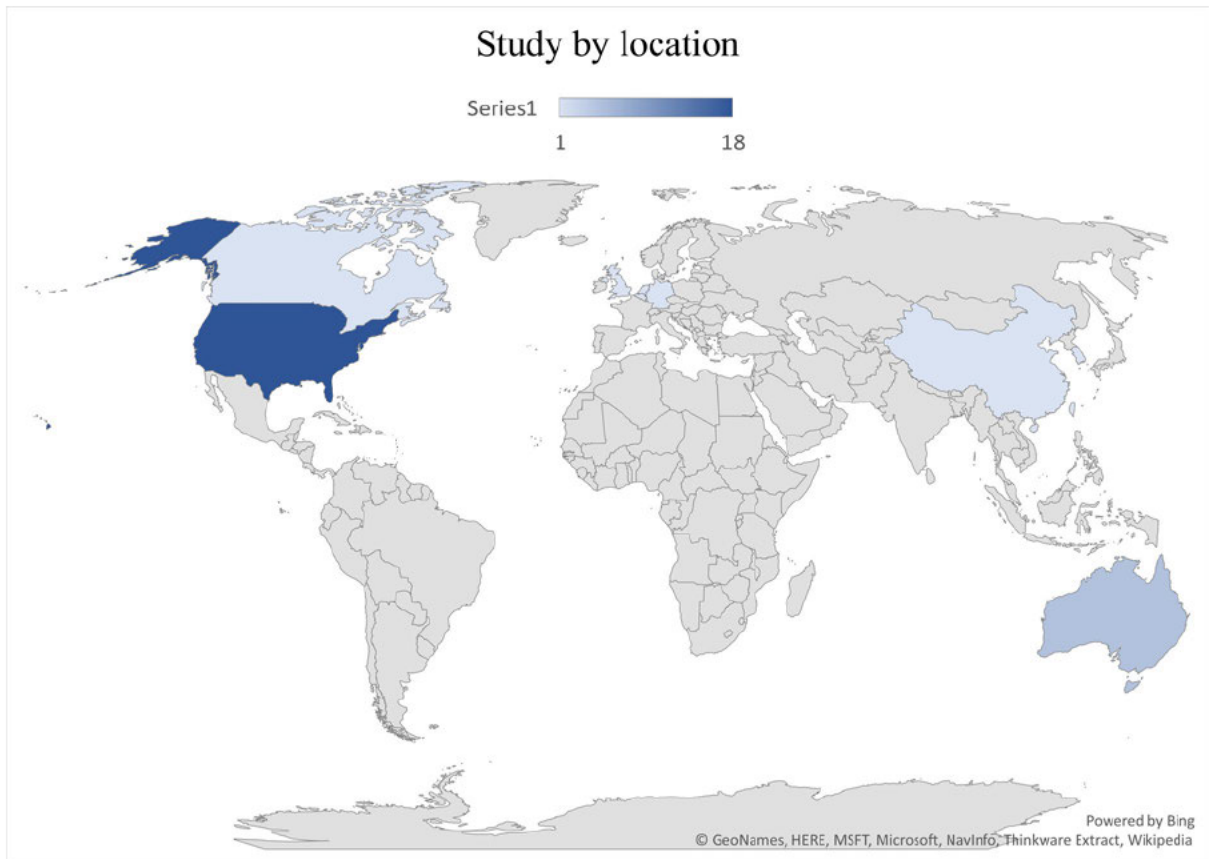 Study by location
Series1
1 18
Powered by Bing
© GeoNames, HERE, MSFT, Microsoft, NavInfo, Thinkware Extract, Wikipedia